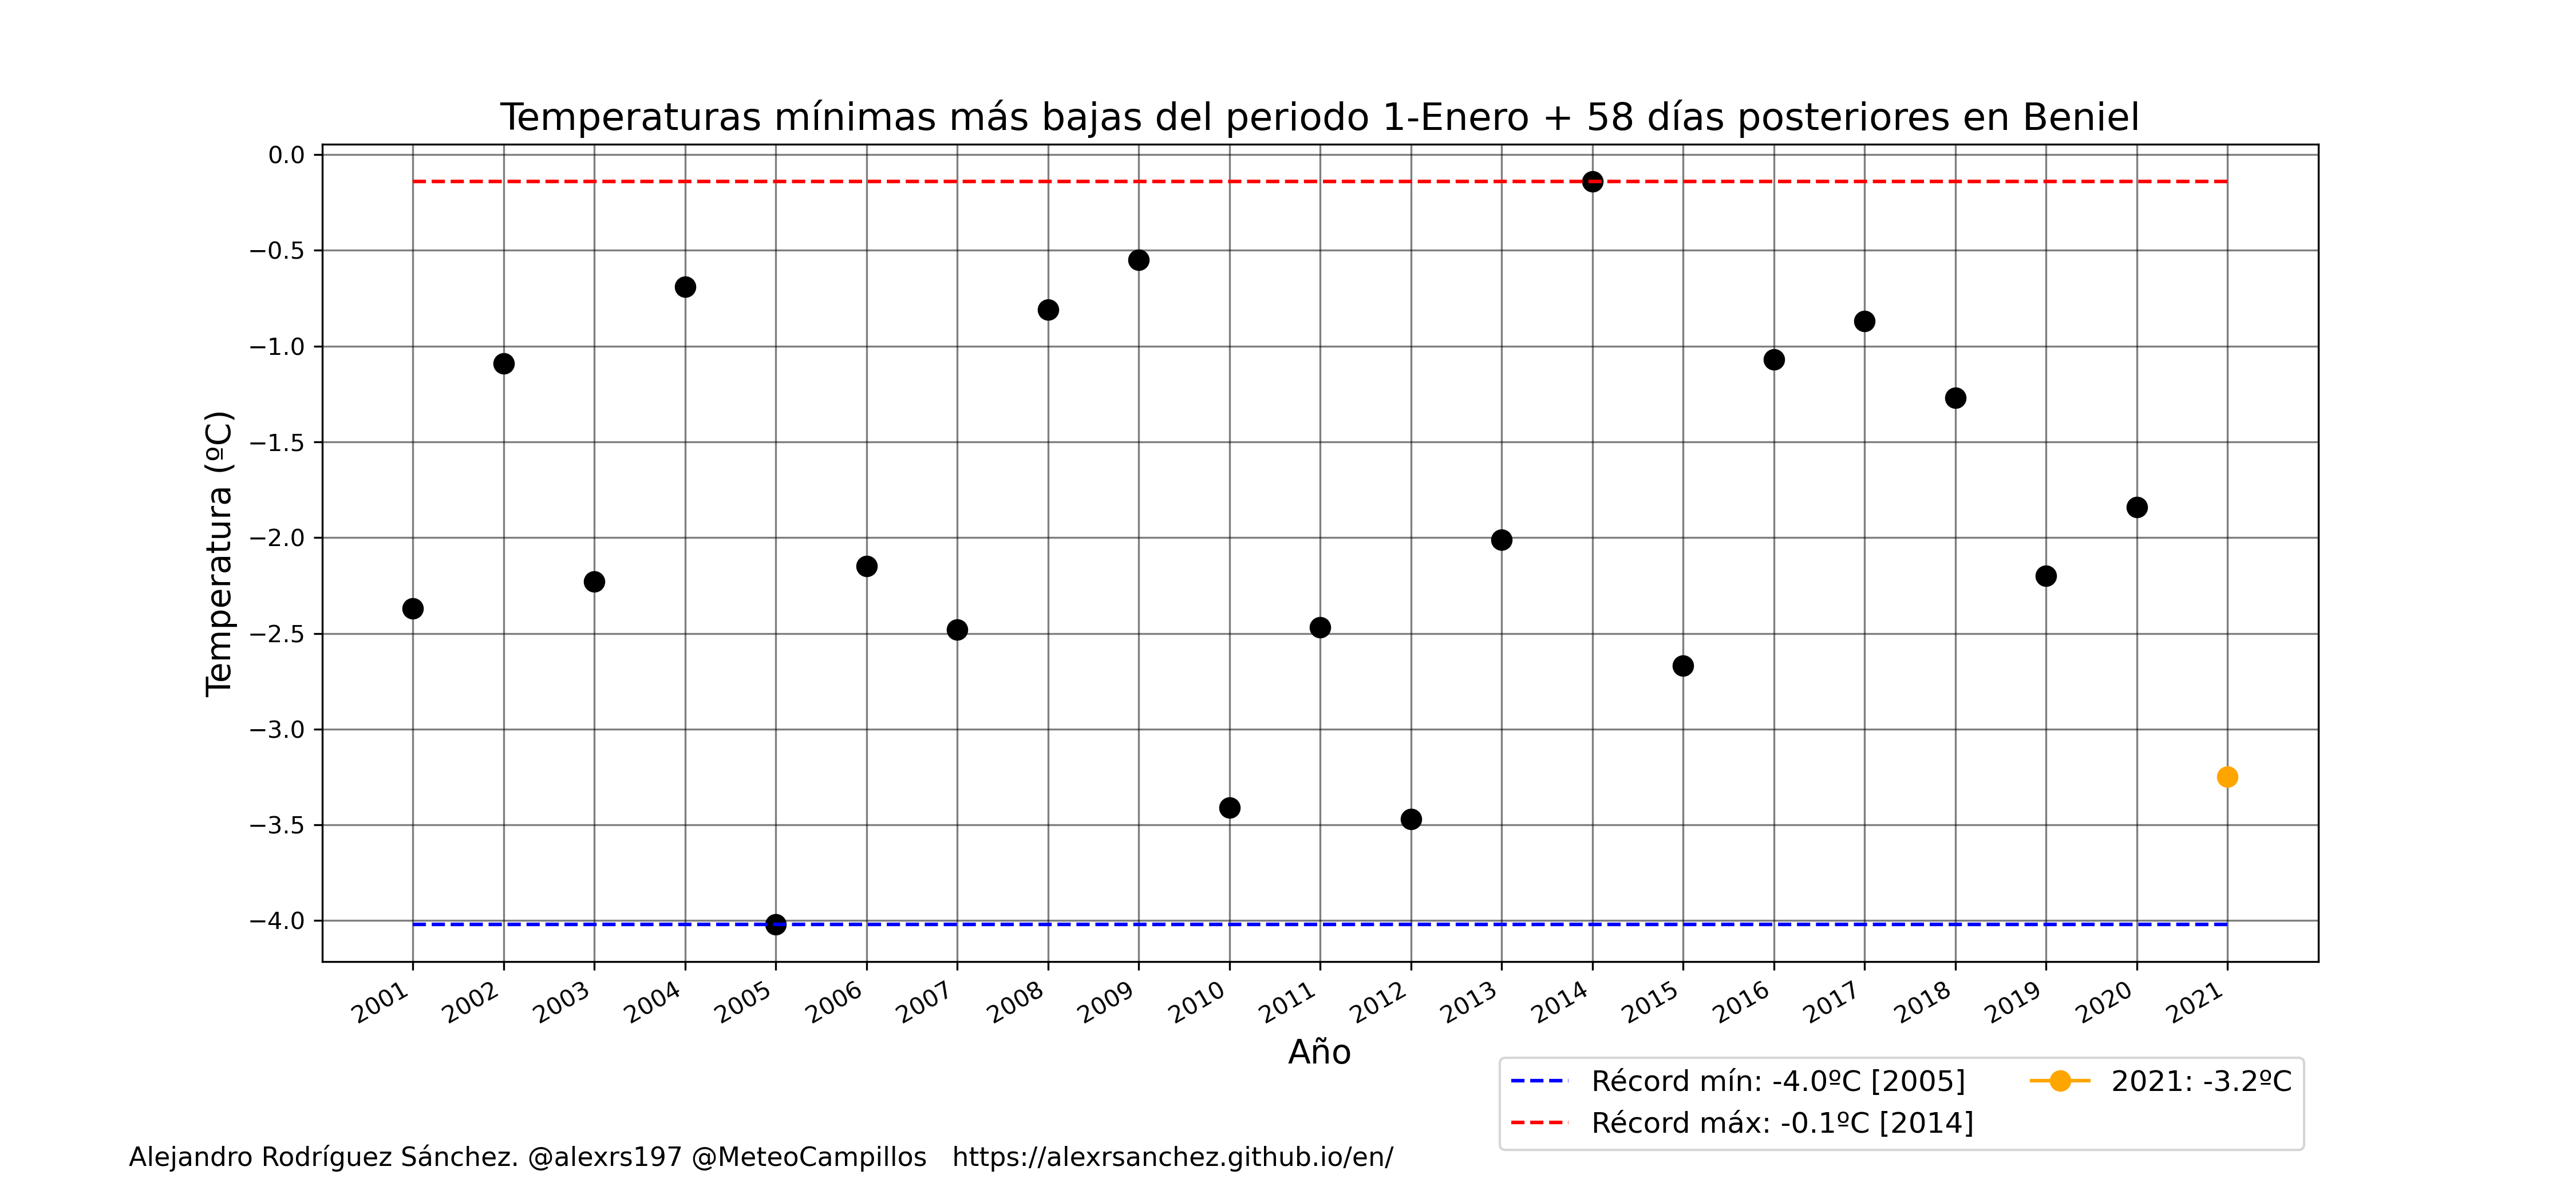 Temperaturas mínimas más bajas del periodo 1-Enero + 58 días posteriores en Beniel
Temperatura (ºC)
0.0
−0.5
−1.0
−1.5
−2.0
−2.5
−3.0
−3.5
−4.0
2001 2002 2003 2004 2005 2006 2007 2008 2009 2010 2011 2012 2013 2014 2015 2016 2017 2018 2019 2020 2021
Año
Récord mín: -4.0ºC [2005]
Récord máx: -0.1ºC [2014]
2021: -3.2ºC
Alejandro Rodríguez Sánchez. @alexrs197 @MeteoCampillos https://alexrsanchez.github.io/en/